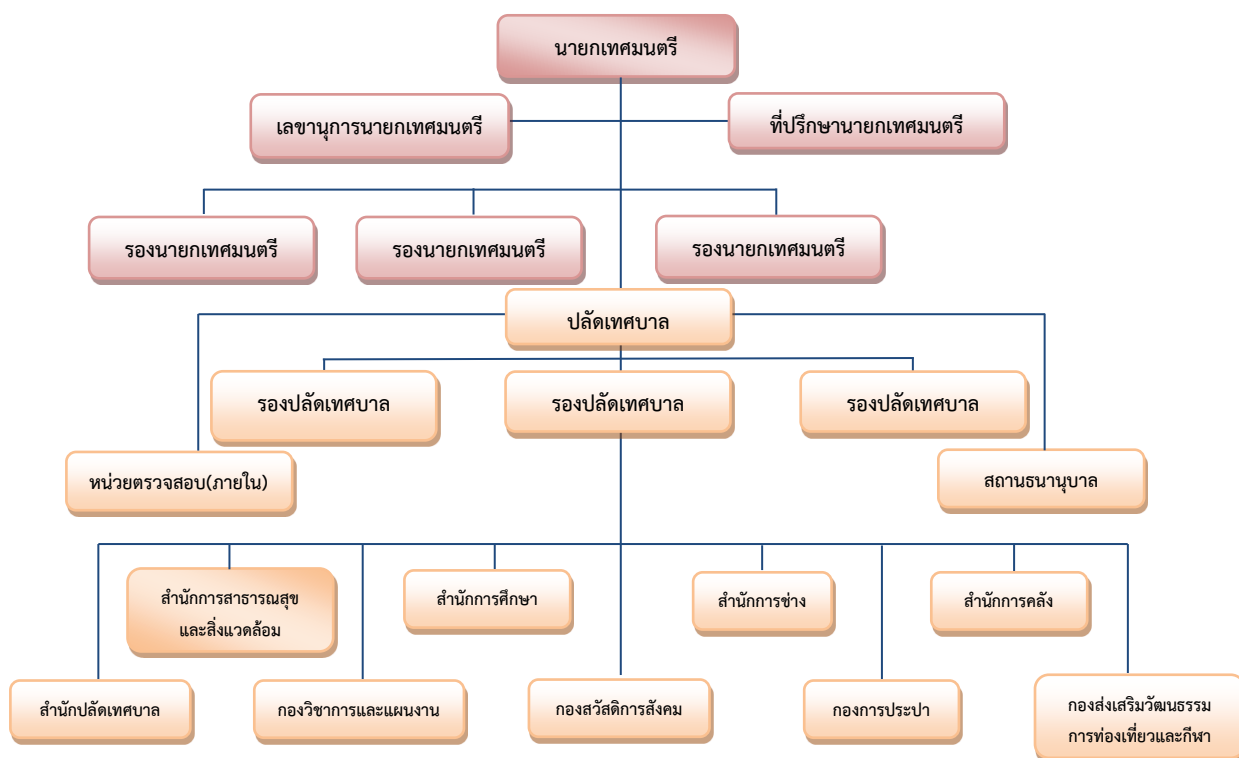 นายกเทศมนตรี
เลขานุการนายกเทศมนตรี
ที่ปรึกษานายกเทศมนตรี
รองนายกเทศมนตรี
รองนายกเทศมนตรี
รองนายกเทศมนตรี
ปลัดเทศบาล
รองปลัดเทศบาล
รองปลัดเทศบาล
รองปลัดเทศบาล
หน่วยตรวจสอบ(ภายใน)
สถานธนานุบาล
สำนักการสาธารณสุข
และสิ่งแวดล้อม
สำนักการศึกษา
สำนักการช่าง
สำนักการคลัง
สำนักปลัดเทศบาล
กองวิชาการและแผนงาน
กองสวัสดิการสังคม
กองการประปา
กองส่งเสริมวัฒนธรรม
การท่องเที่ยวและกีฬา